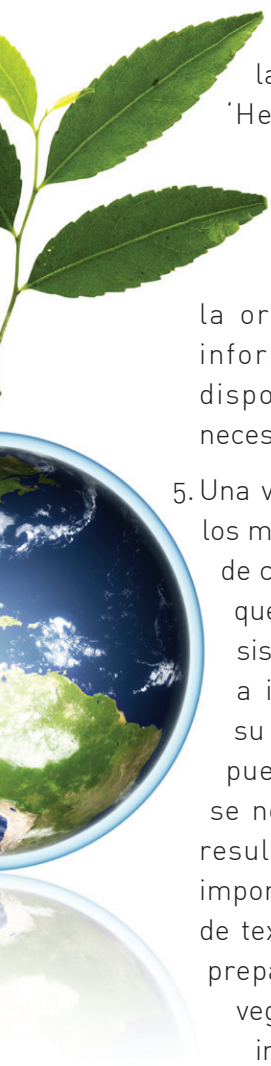 la
'He
la or
infor
dispo
neces
5. Una v
los m
de c
que
sis
a i
su
pue
se ne
resul
impor
de tex
prepa
veg
in